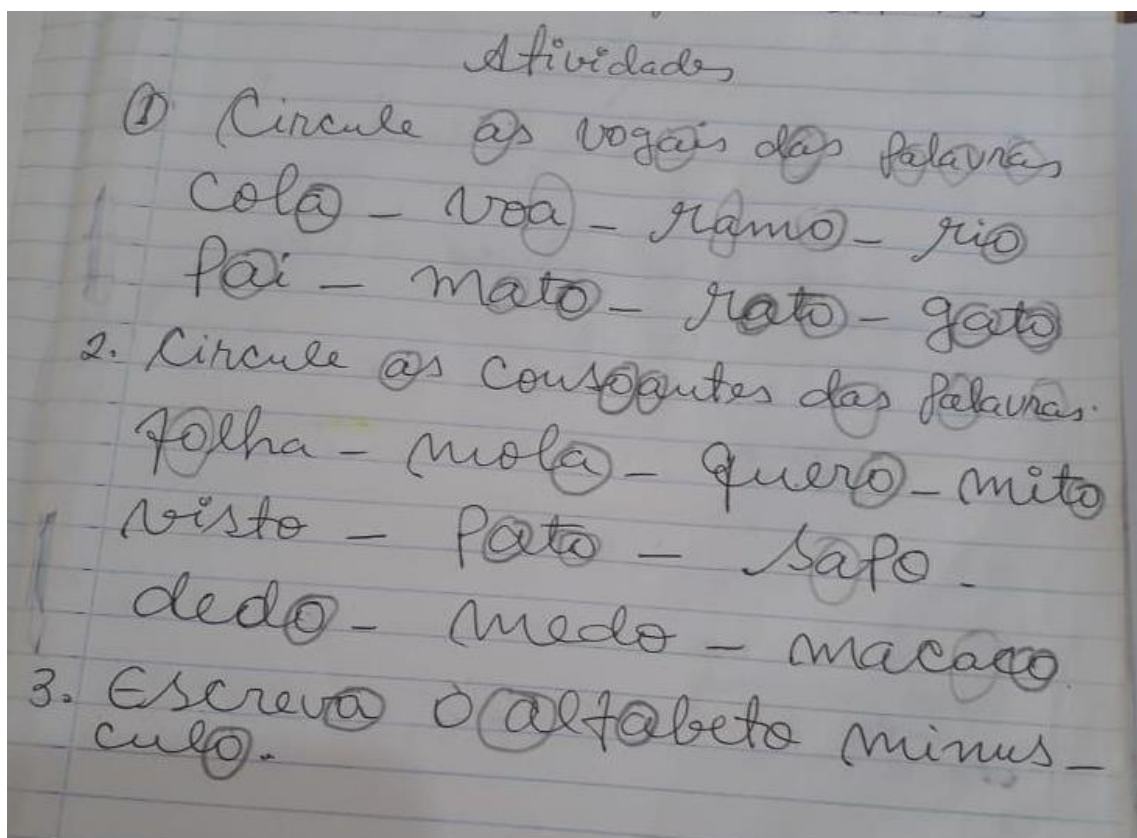 Atividades
① Circule as vogais das palavras
cola - voa - ramo - rio
Pai - mato - rato - gato
2. Circule as consoantes das palavras.
folha - mola - quero - mito
visto - Pato - sapo -
dedo - medo - macaco.
3. Escreva o alfabeto minus-
culo.